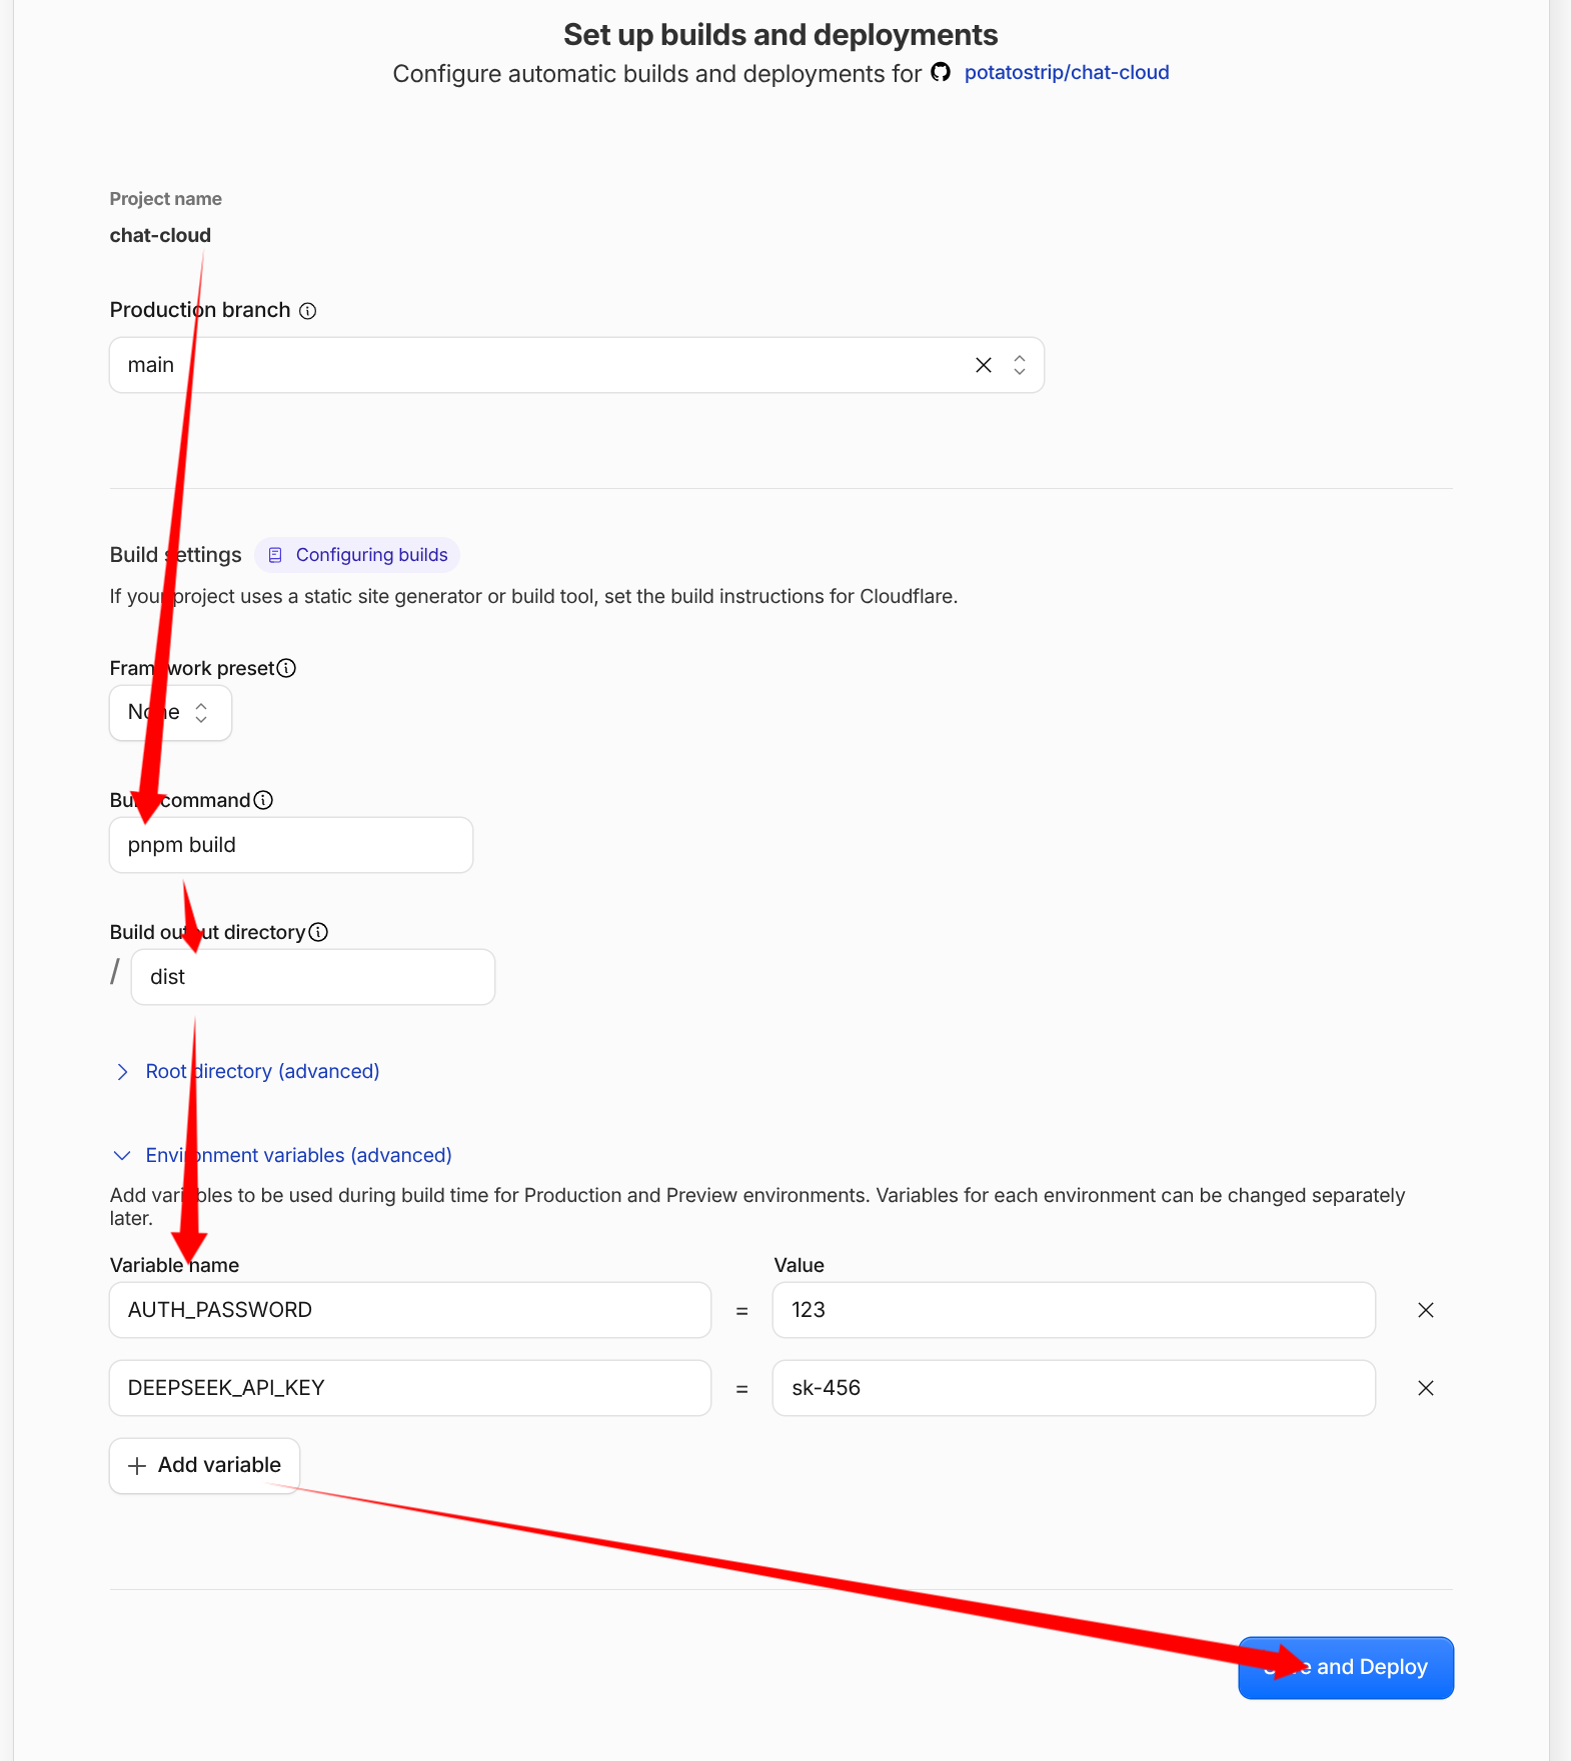 Set up builds and deployments
Configure automatic builds and deployments for potatostrip/chat-cloud
Project name
chat-cloud
Production branch
main
Build settings Configuring builds
If your project uses a static site generator or build tool, set the build instructions for Cloudflare.
Framework preset
None
Build command
pnpm build
Build output directory
/ dist
Root directory (advanced)
Environment variables (advanced)
Add variables to be used during build time for Production and Preview environments. Variables for each environment can be changed separately
later.
Variable name Value
AUTH_PASSWORD = 123
DEEPSEEK_API_KEY = sk-456
+ Add variable
Save and Deploy